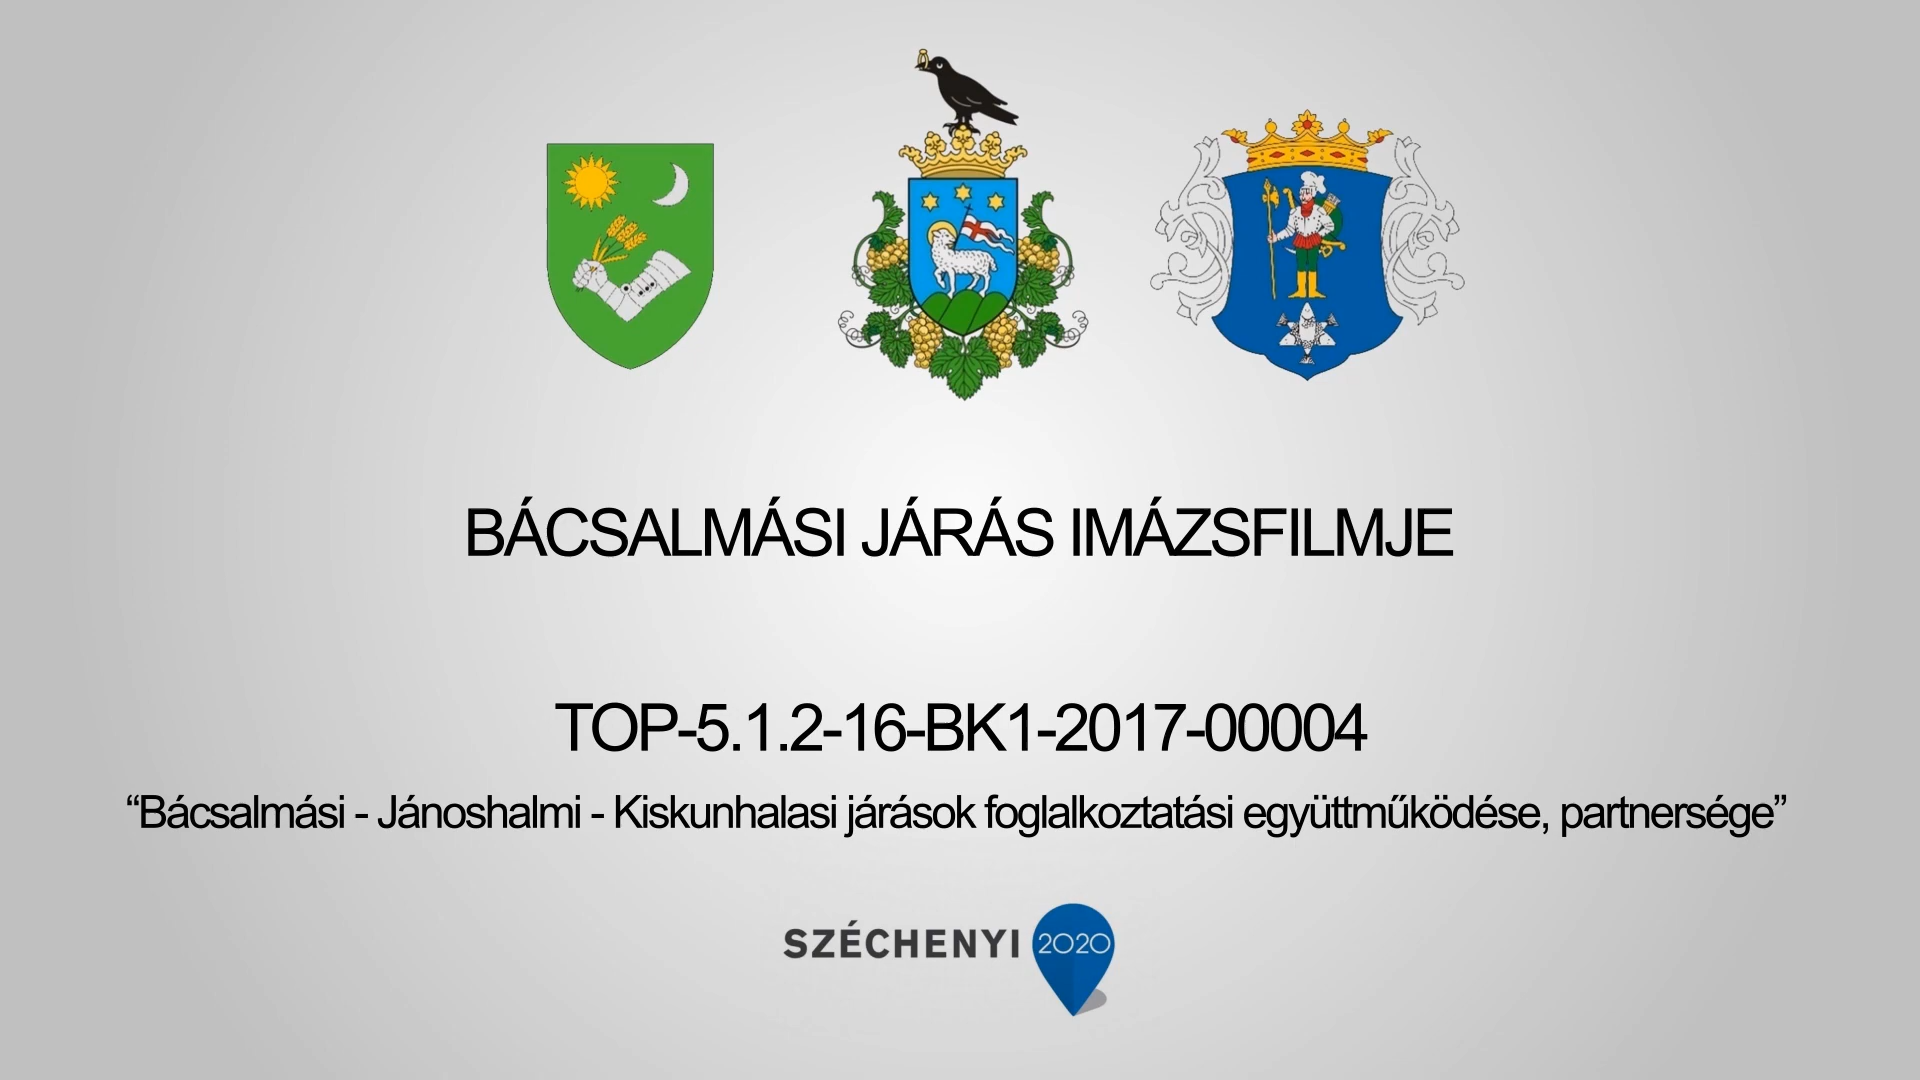 BÁCSALMÁSI JÁRÁS IMÁZSFILMJE
TOP-5.1.2-16-BK1-2017-00004
“Bácsalmási - Jánoshalmi - Kiskunhalasi járások foglalkoztatási együttműködése, partnersége”
SZÉCHENYI 2020